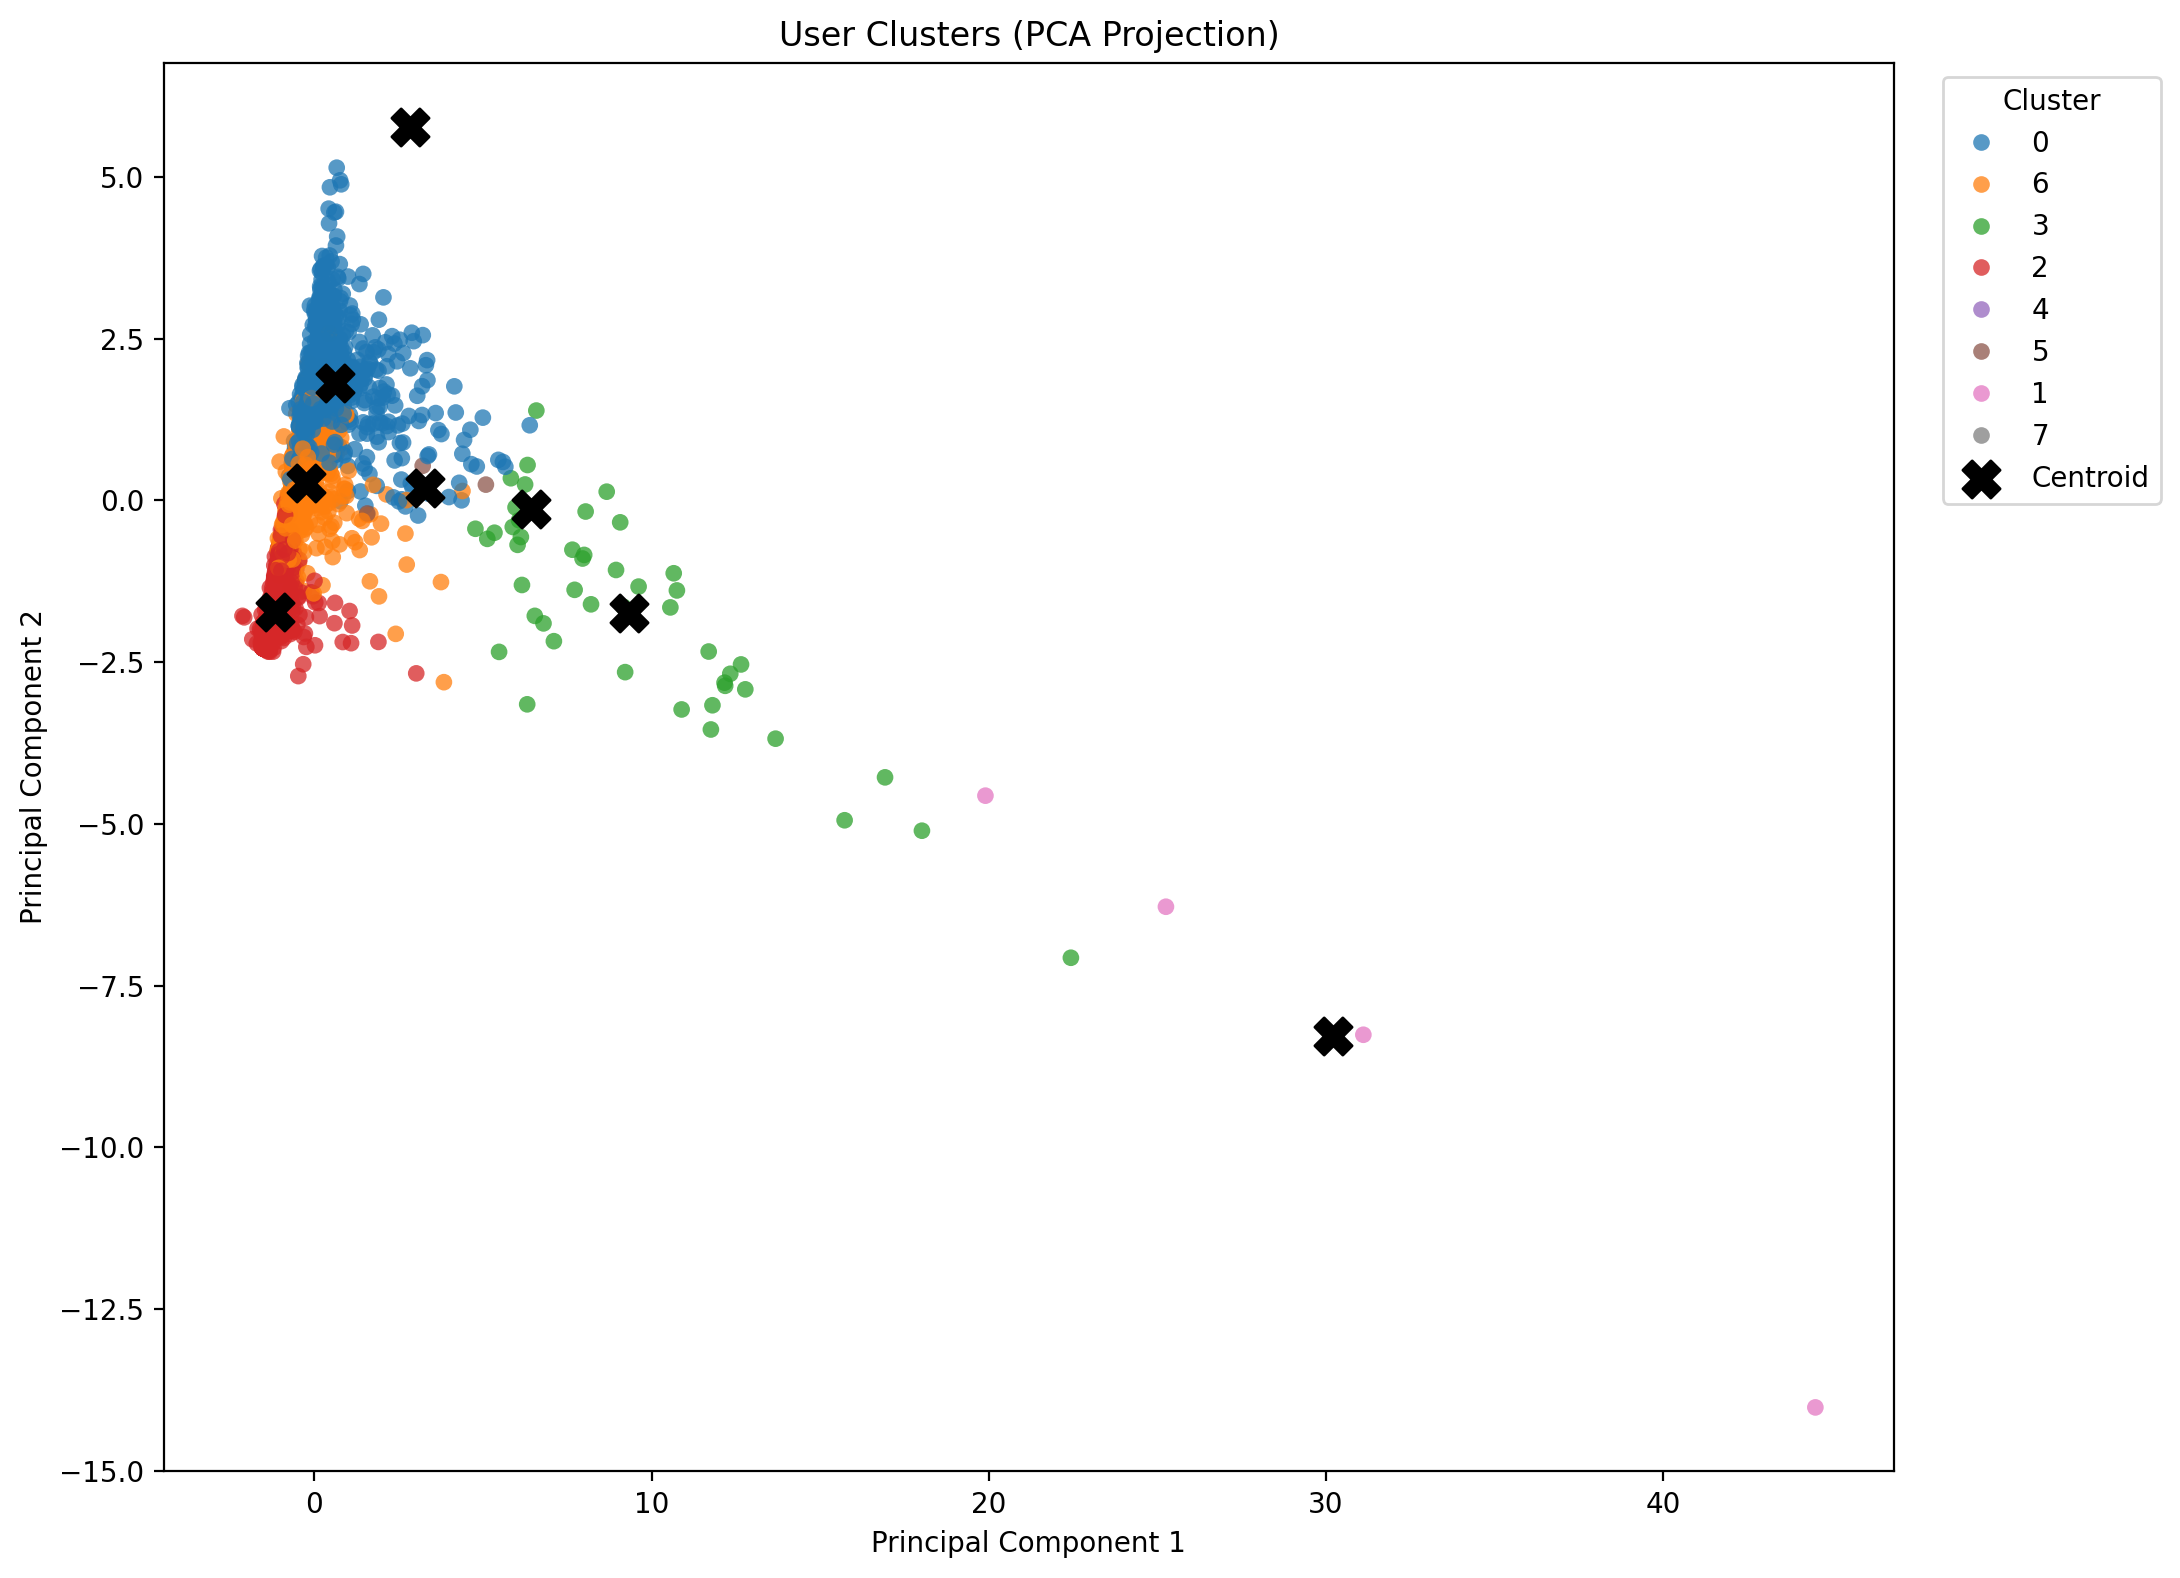 User Clusters (PCA Projection)
Cluster
0
6
3
2
4
5
1
7
Centroid
5.0
2.5
0.0
−2.5
−5.0
−7.5
−10.0
−12.5
−15.0
Principal Component 2
0 10 20 30 40
Principal Component 1